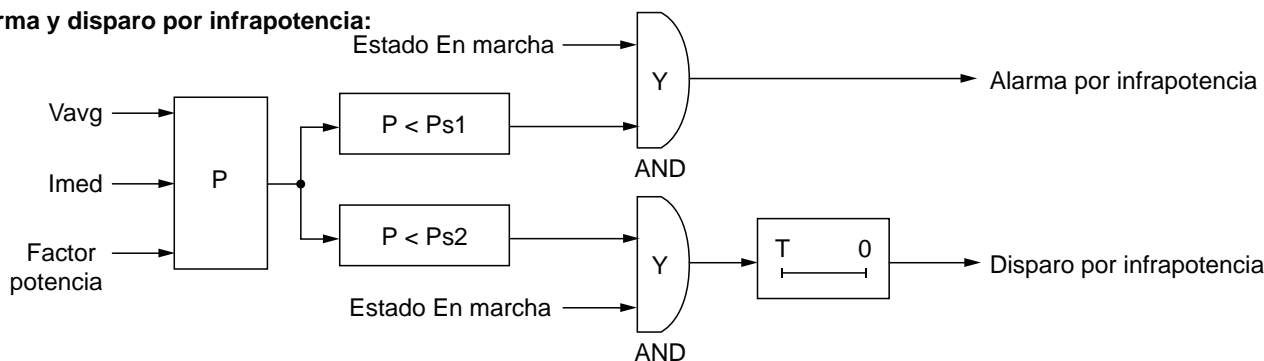 rma y disparo por infrapotencia:
Estado En marcha
Vavg
Imed
Factor
potencia
P
P < Ps1
P < Ps2
Y
AND
Alarma por infrapotencia
Estado En marcha
Y
AND
T 0
Disparo por infrapotencia